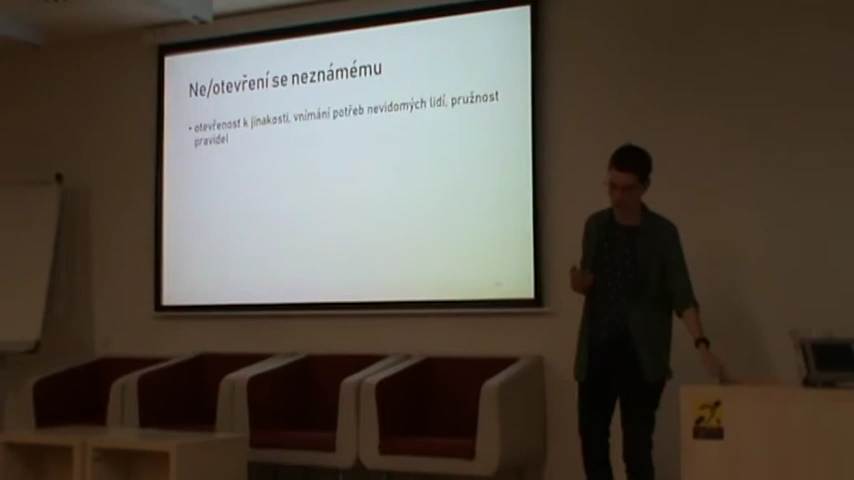 Ne/otevření se neznámému
• otevřenost k jinakosti, vnímání potřeb nevidomých lidí, pružnost
pravidel